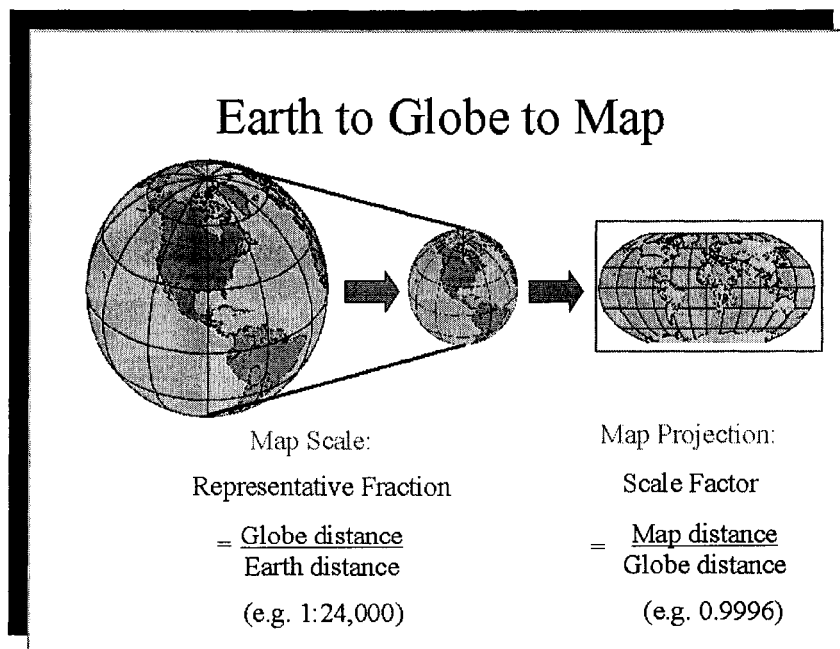 Earth to Globe to Map
Map Scale:
Representative Fraction
= Globe distance
Earth distance
(e.g. 1:24,000)
Map Projection:
Scale Factor
= Map distance
Globe distance
(e.g. 0.9996)